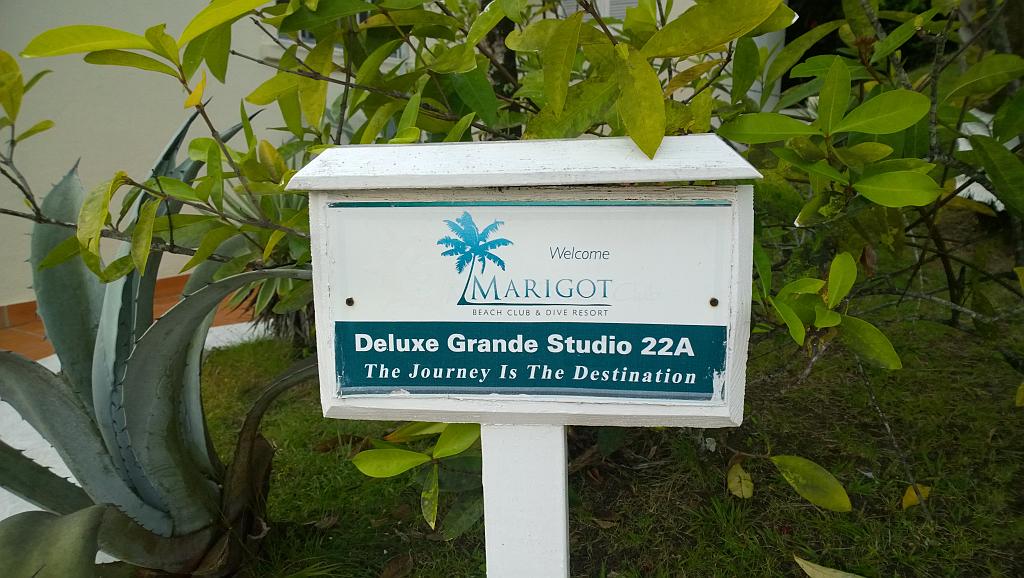 Welcome
MARIGOT
BEACH CLUB & DIVE RESORT
Deluxe Grande Studio 22A
The Journey Is The Destination